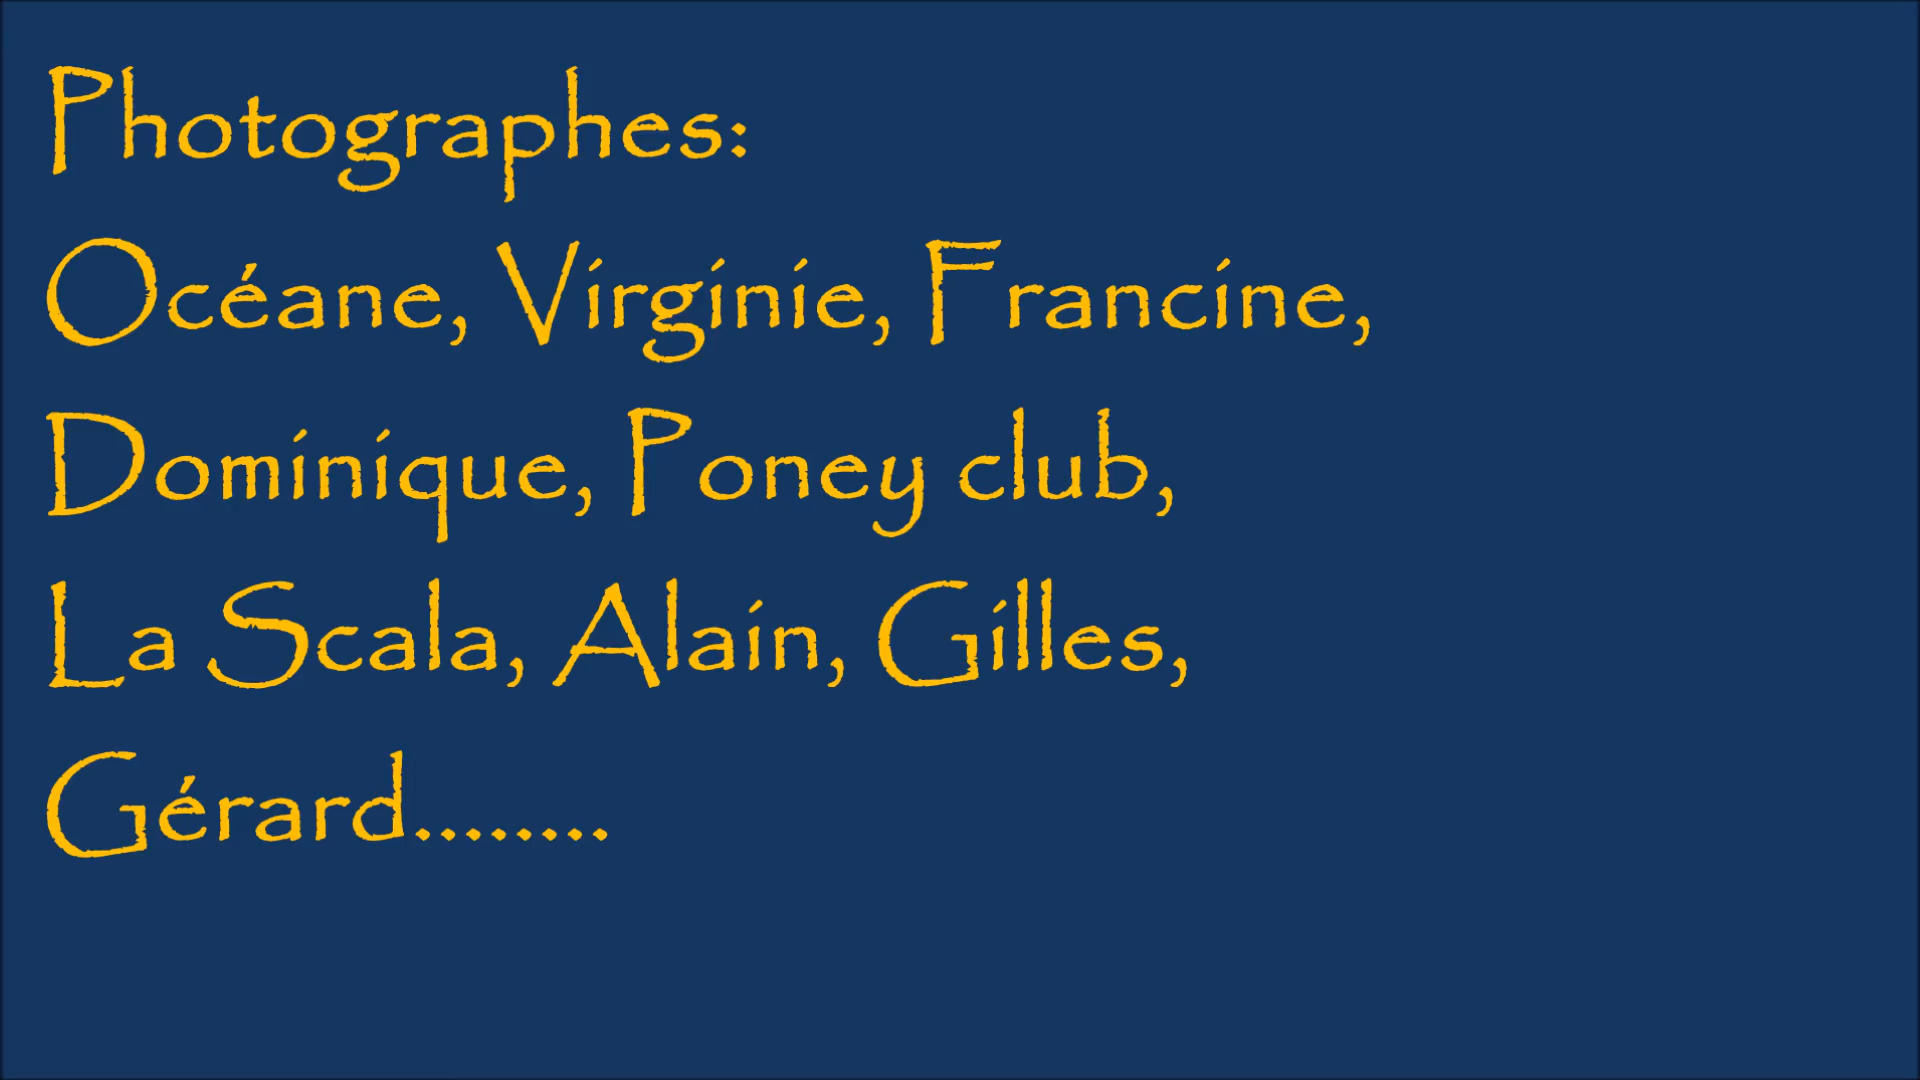 Photographes:
Océane, Virginie, Francine,
Dominique, Poney club,
La Scala, Alain, Gilles,
Gérard........